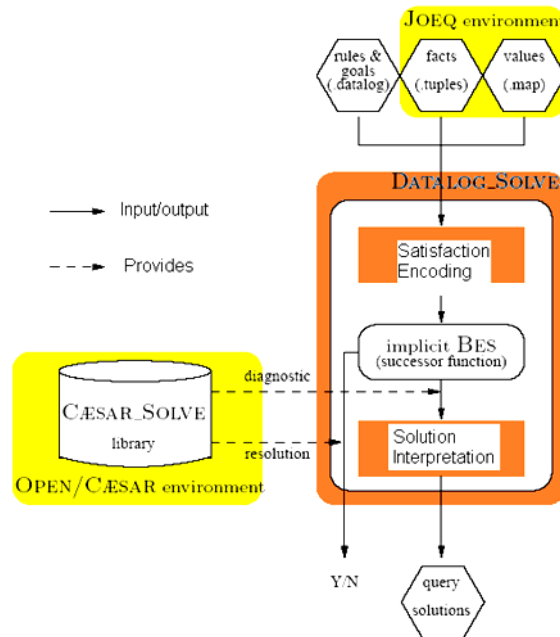 JOEQ environment
rules &
goals
(.datalog)
facts
(.tuples)
values
(.map)
DATALOG_SOLVE
Input/output
Provides
Satisfaction
Encoding
implicit BES
(successor function)
diagnostic
CÆSAR_SOLVE
library
resolution
Solution
Interpretation
OPEN/CÆSAR environment
Y/N
query
solutions